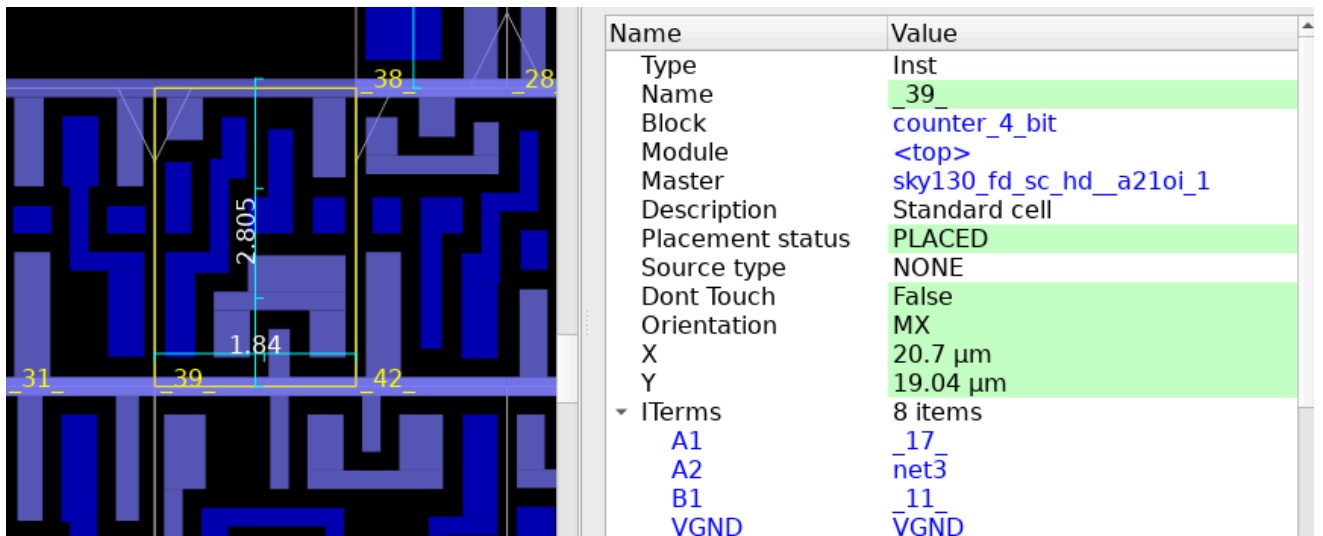 _38_ _28
2.805
1.84
_31_ _39_ _42_
Name Value
Type Inst
Name _39_
Block counter_4_bit
Module <top>
Master sky130_fd_sc_hd__a21oi_1
Description Standard cell
Placement status PLACED
Source type NONE
Dont Touch False
Orientation MX
X 20.7 μm
Y 19.04 μm
ITerms 8 items
A1 _17_
A2 net3
B1 _11_
VGND VGND